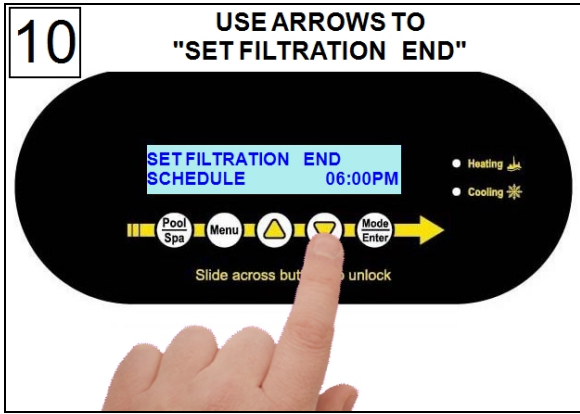 10
USE ARROWS TO
"SET FILTRATION END"
SET FILTRATION END
SCHEDULE 06:00PM
Heating
Cooling
Pool
Spa
Menu
Mode
Enter
Slide across but o unlock